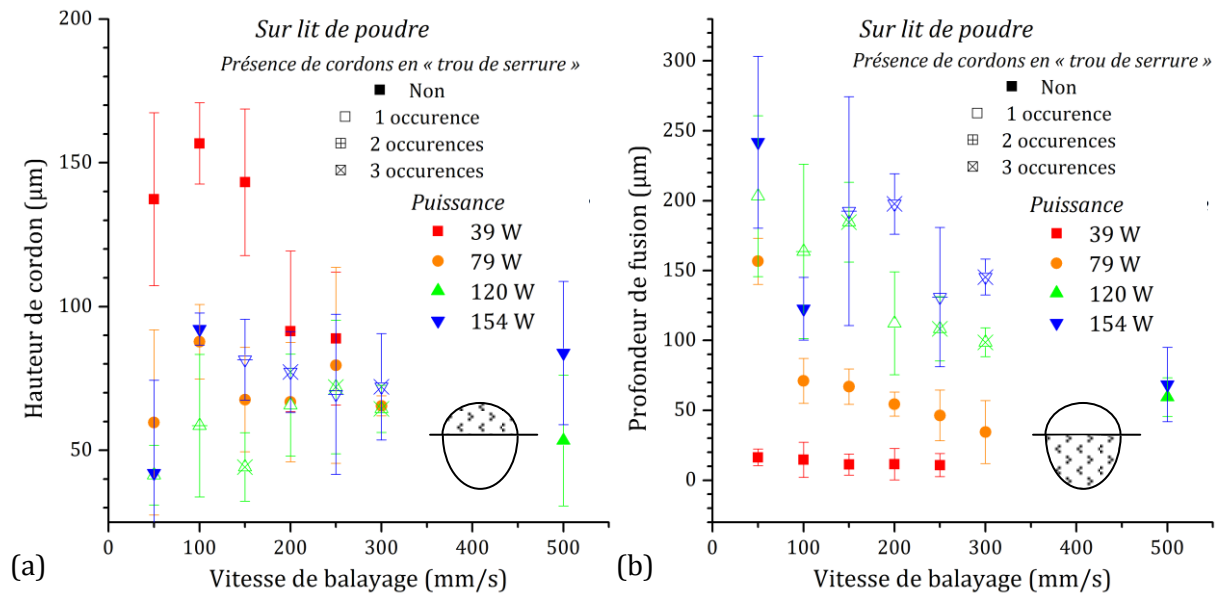 Sur lit de poudre
Présence de cordons en « trou de serrure »
Non
1 occurence
2 occurences
3 occurences
Puissance
39 W
79 W
120 W
154 W
Hauteur de cordon (µm)
200
150
100
50
0 100 200 300 400 500
Vitesse de balayage (mm/s)
(a)
Sur lit de poudre
Présence de cordons en « trou de serrure »
Non
1 occurence
2 occurences
3 occurences
Puissance
39 W
79 W
120 W
154 W
Profondeur de fusion (µm)
300
250
200
150
100
50
0
0 100 200 300 400 500
Vitesse de balayage (mm/s)
(b)